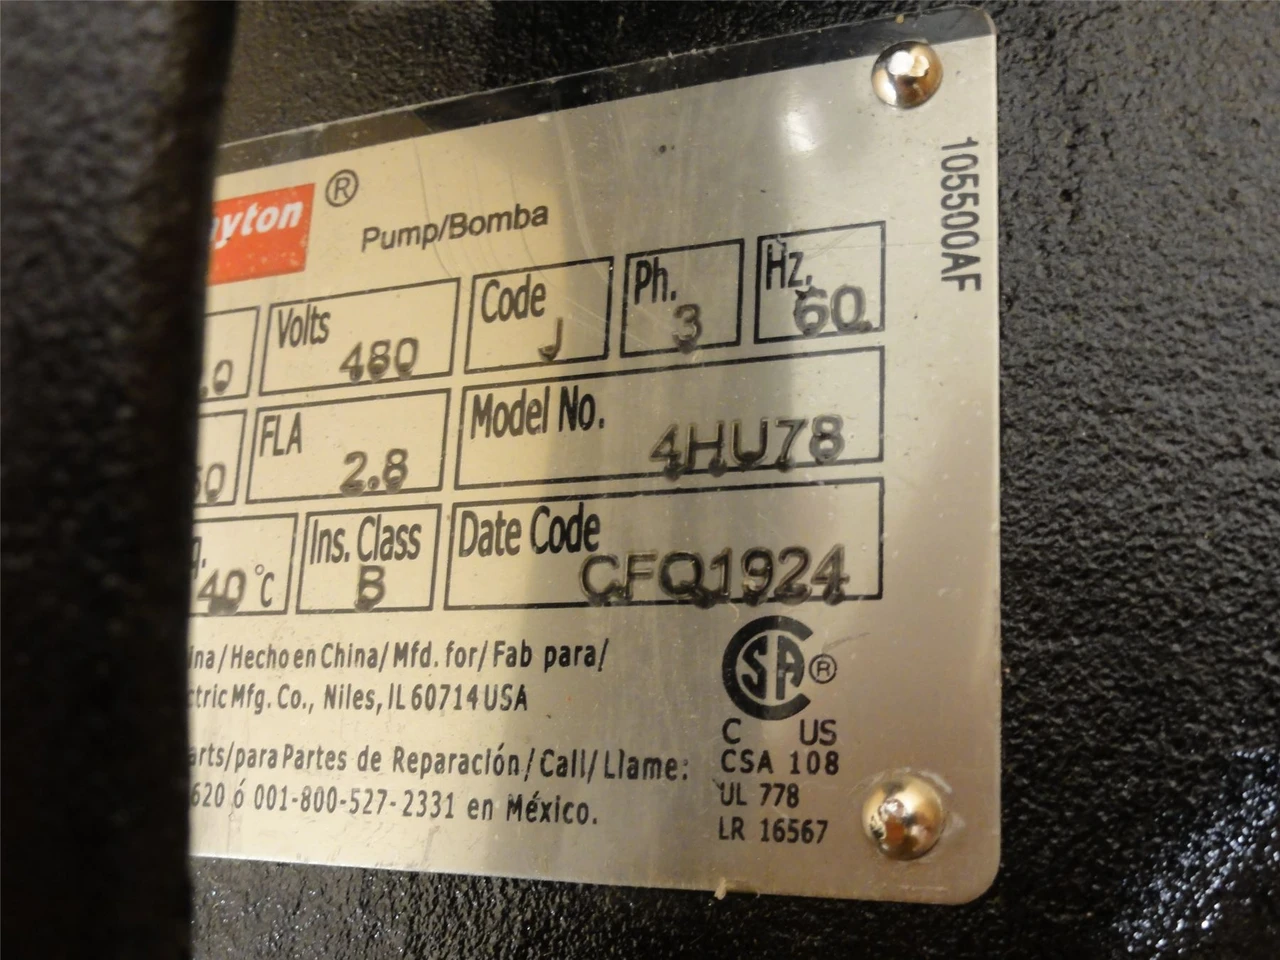 ayton ®
Pump/Bomba
.0
Volts 480
Code J
Ph. 3
Hz. 60
FLA 2.8
Model No. 4HU78
40°C
Ins. Class B
Date Code CFQ1924
ina/Hecho en China/Mfd. for/Fab para/
ctric Mfg. Co., Niles, IL 60714 USA
arts/para Partes de Reparación/Call/Llame:
620 ó 001-800-527-2331 en México.
CSA ®
C US
CSA 108
UL 778
LR 16567
105500AF